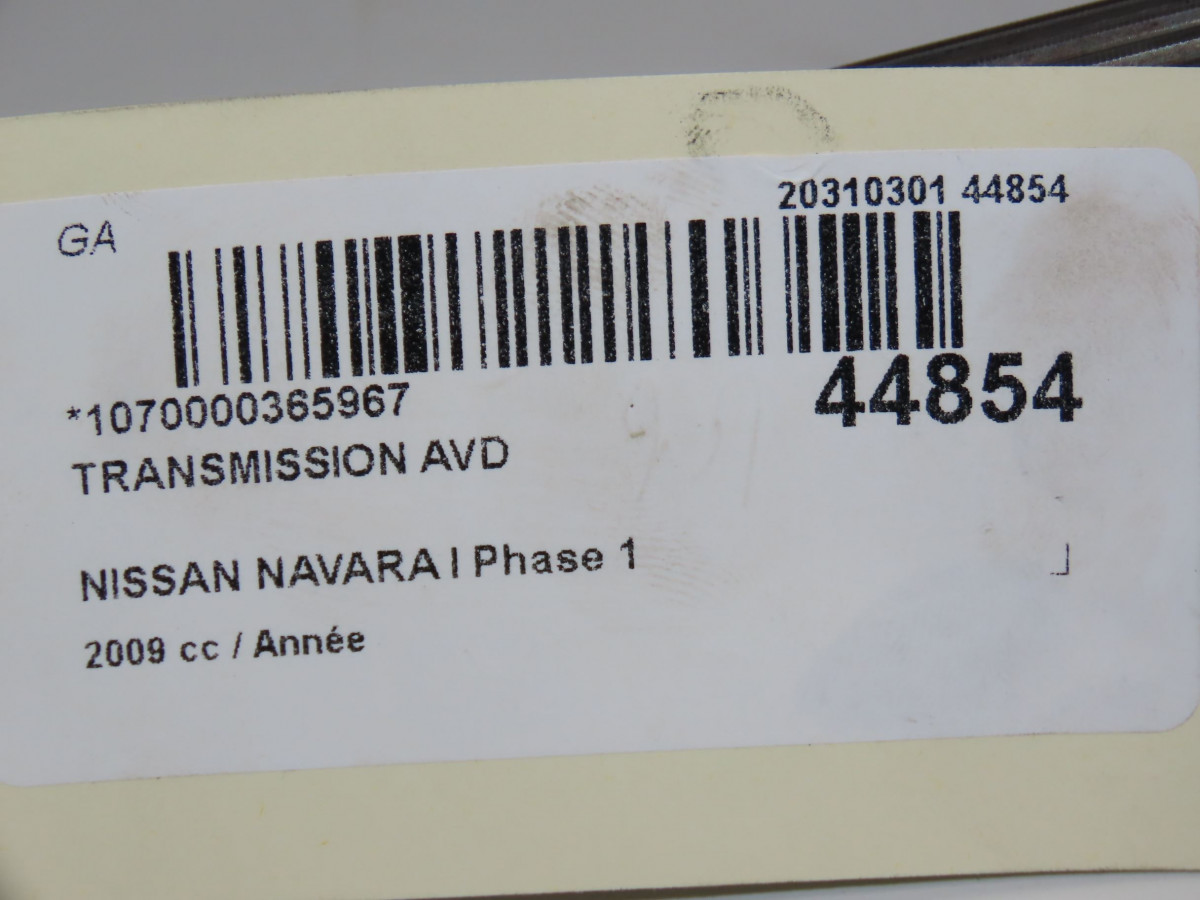 GA
20310301 44854
44854
*1070000365967
TRANSMISSION AVD
NISSAN NAVARA I Phase 1
2009 cc / Année